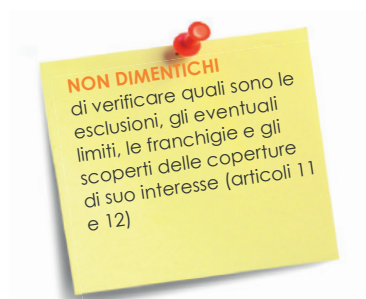 NON DIMENTICHI
di verificare quali sono le
esclusioni, gli eventuali
limiti, le franchigie e gli
scoperti delle coperture
di suo interesse (articoli 11
e 12)